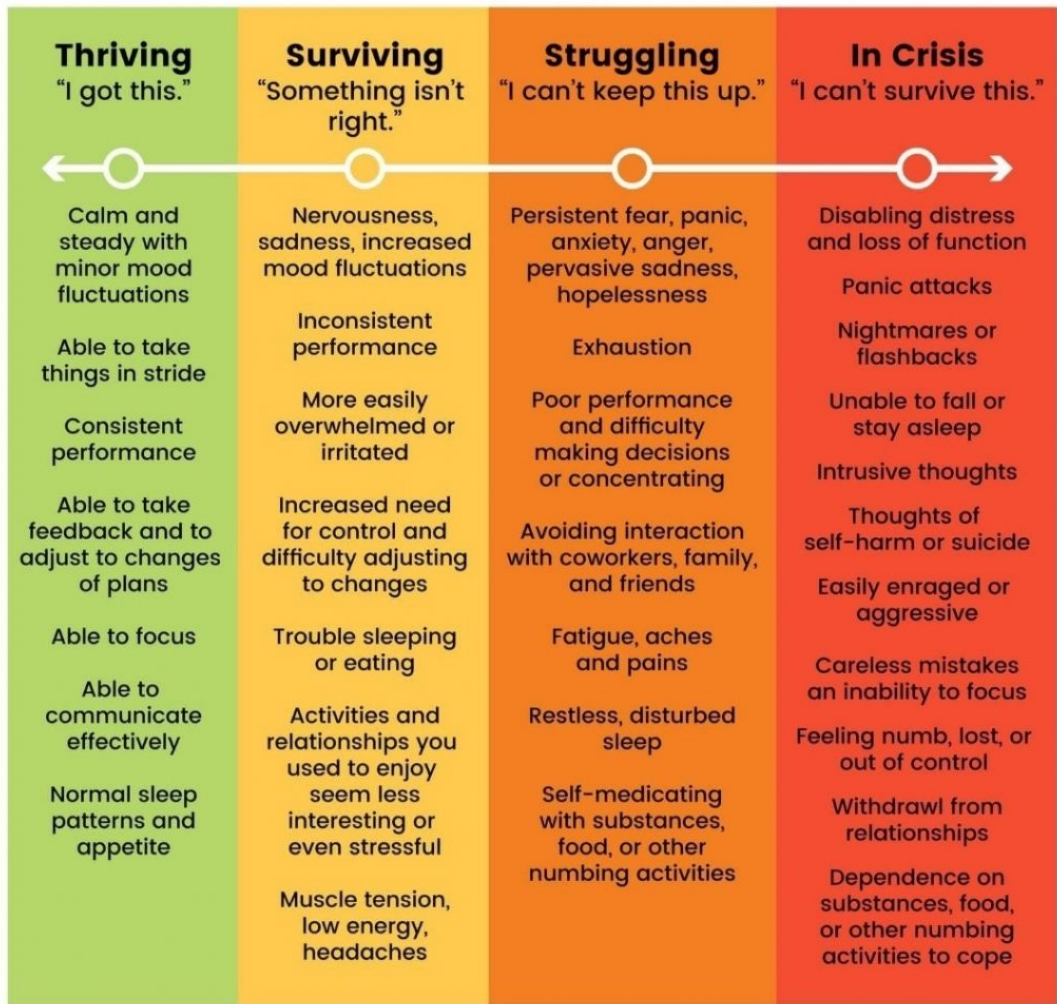 Thriving
"I got this."
Calm and
steady with
minor mood
fluctuations
Able to take
things in stride
Consistent
performance
Able to take
feedback and to
adjust to changes
of plans
Able to focus
Able to
communicate
effectively
Normal sleep
patterns and
appetite
Surviving
"Something isn't
right."
Nervousness,
sadness, increased
mood fluctuations
Inconsistent
performance
More easily
overwhelmed or
irritated
Increased need
for control and
difficulty adjusting
to changes
Trouble sleeping
or eating
Activities and
relationships you
used to enjoy
seem less
interesting or
even stressful
Muscle tension,
low energy,
headaches
Struggling
"I can't keep this up."
Persistent fear, panic,
anxiety, anger,
pervasive sadness,
hopelessness
Exhaustion
Poor performance
and difficulty
making decisions
or concentrating
Avoiding interaction
with coworkers, family,
and friends
Fatigue, aches
and pains
Restless, disturbed
sleep
Self-medicating
with substances,
food, or other
numbing activities
In Crisis
"I can't survive this."
Disabling distress
and loss of function
Panic attacks
Nightmares or
flashbacks
Unable to fall or
stay asleep
Intrusive thoughts
Thoughts of
self-harm or suicide
Easily enraged or
aggressive
Careless mistakes
an inability to focus
Feeling numb, lost, or
out of control
Withdrawl from
relationships
Dependence on
substances, food,
or other numbing
activities to cope